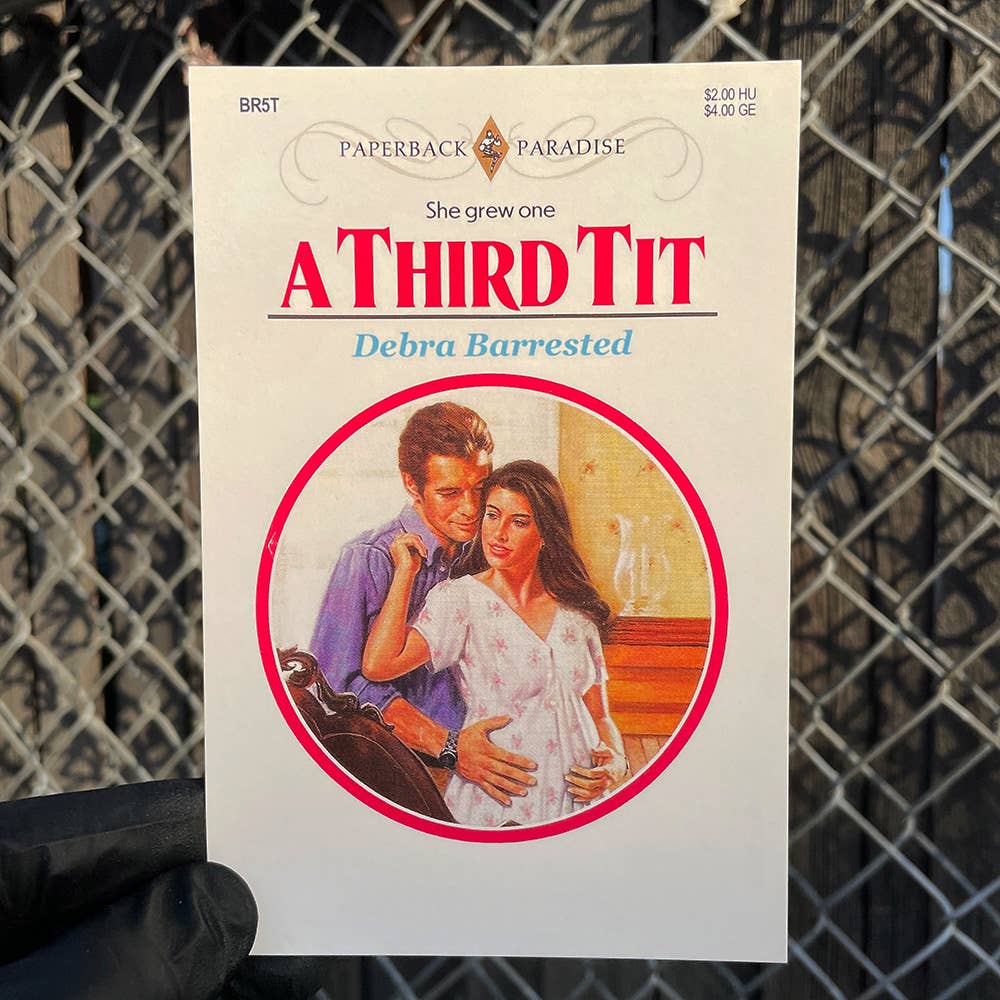 BR5T
$2.00 HU
$4.00 GE
PAPERBACK PARADISE
She grew one
A THIRD TIT
Debra Barrested